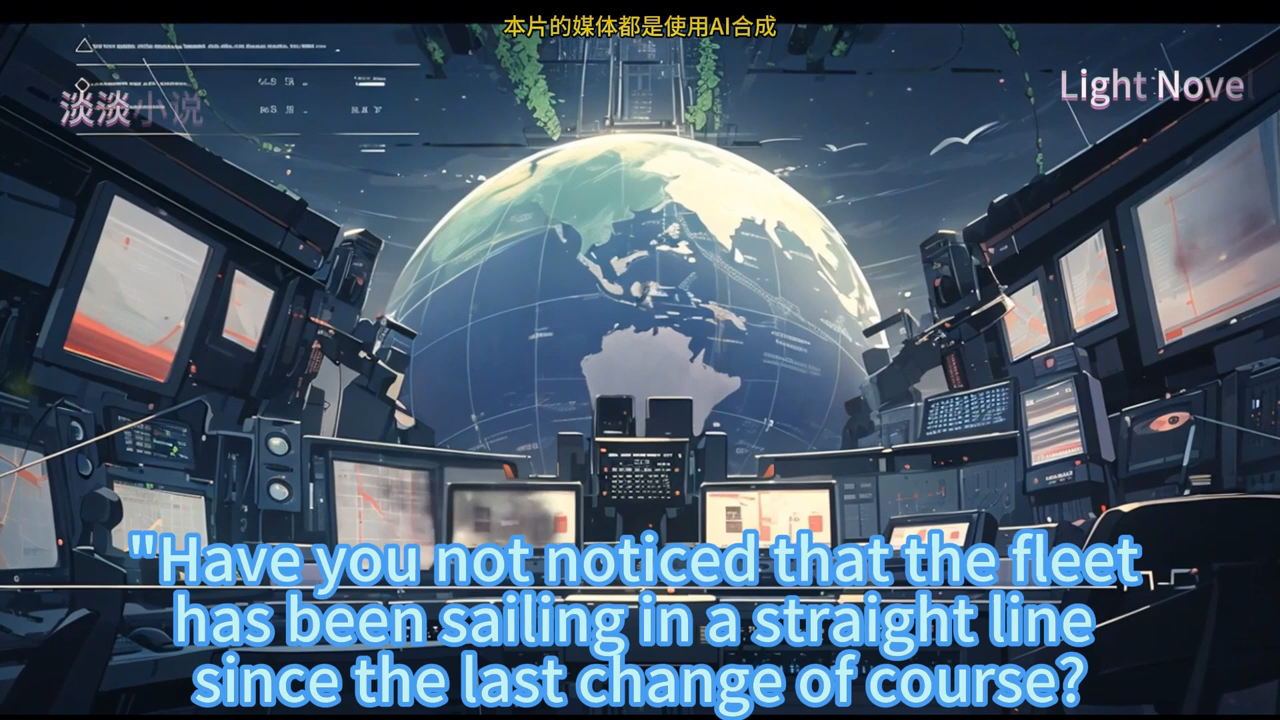 本片的媒体都是使用AI合成
淡淡小说
Light Novel
"Have you not noticed that the fleet
has been sailing in a straight line
since the last change of course?